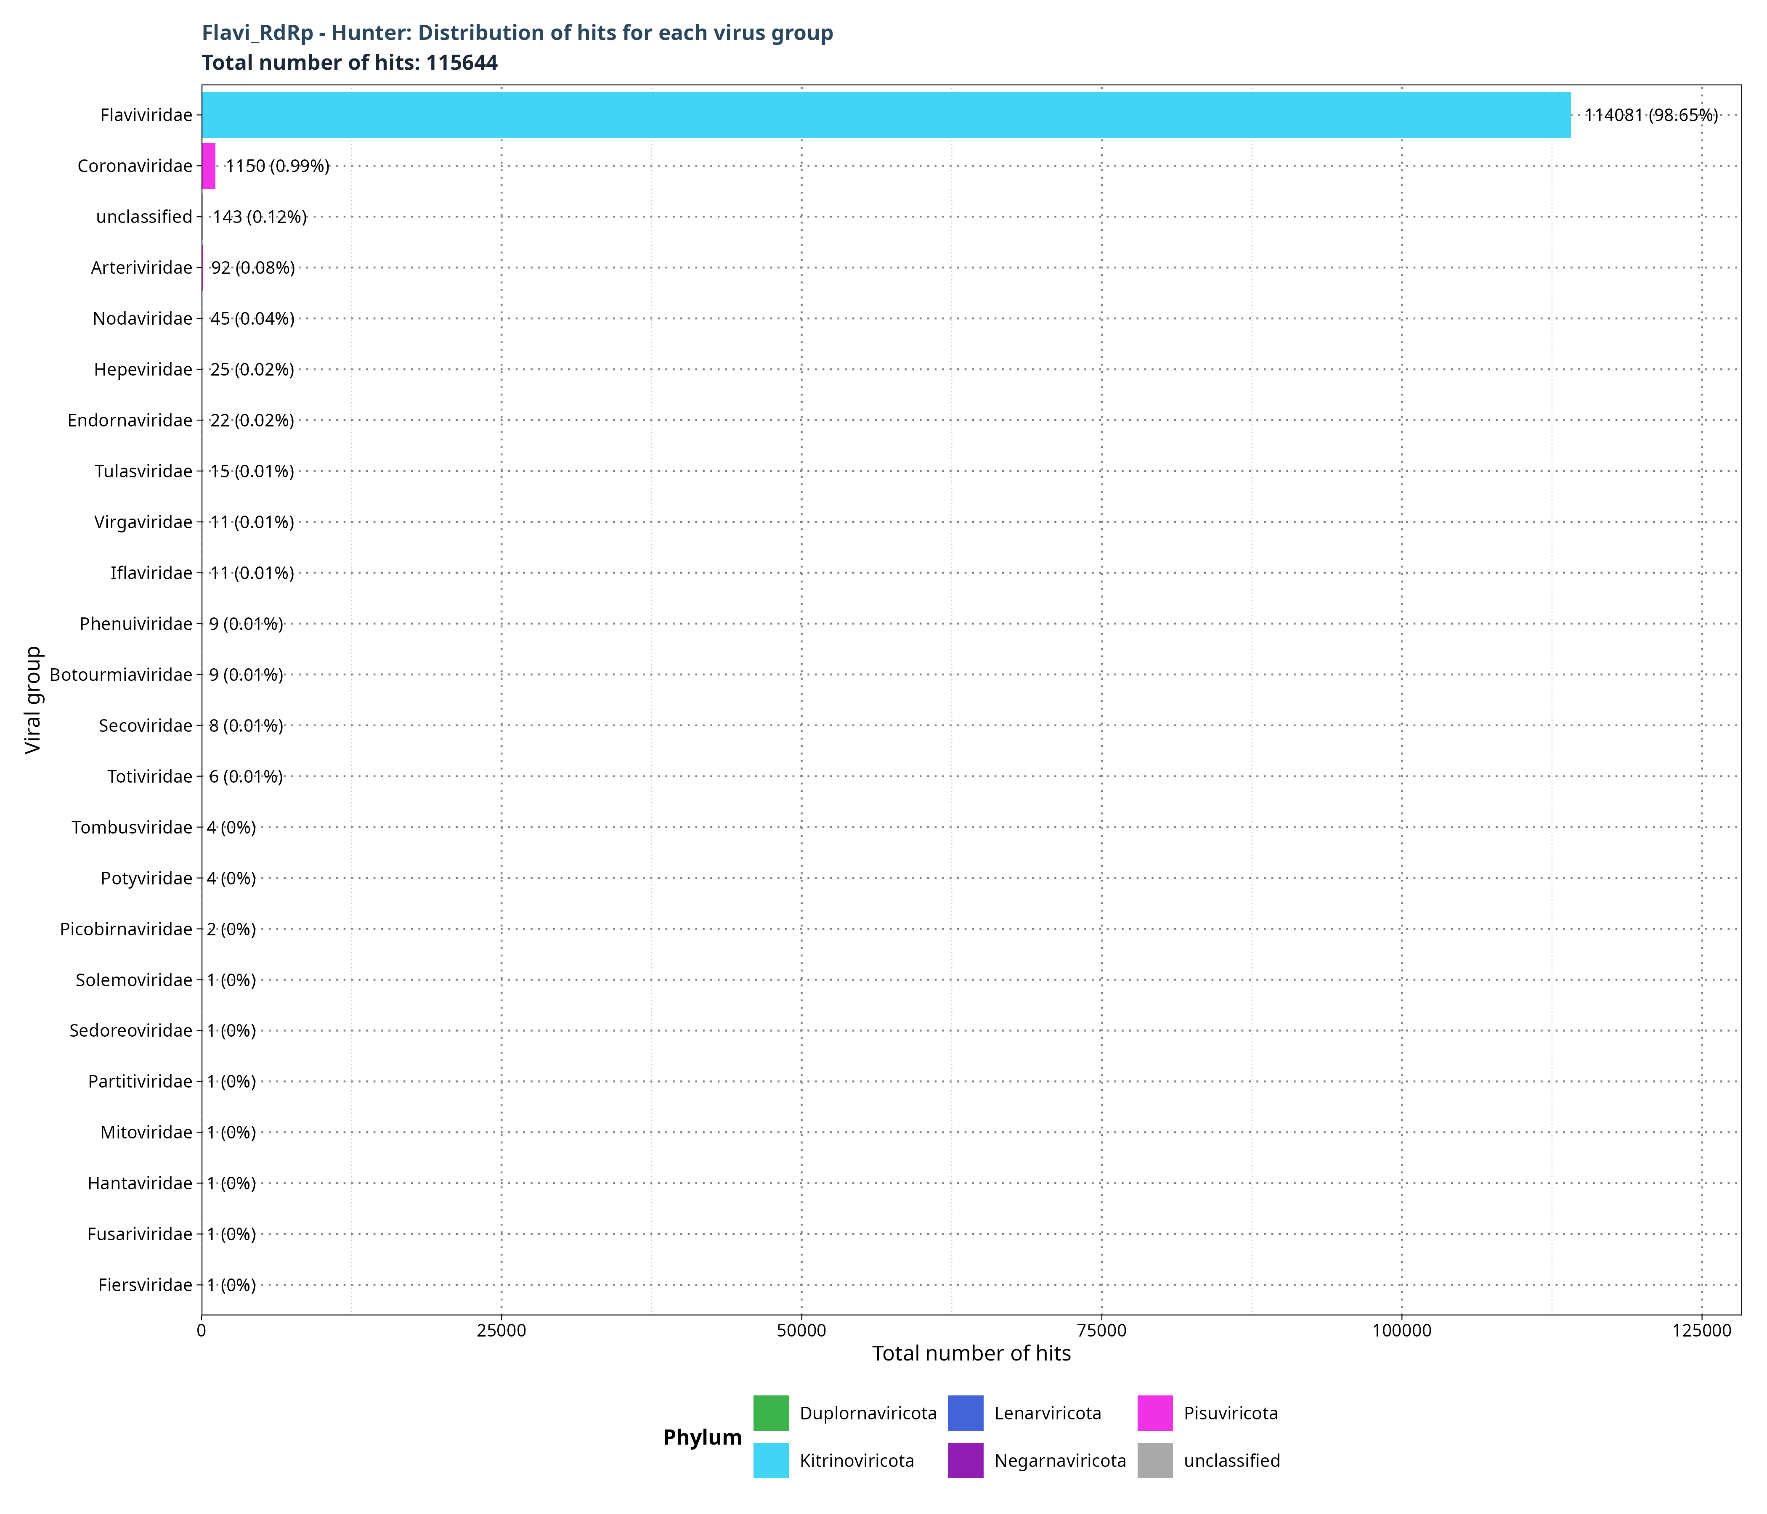 Flavi_RdRp - Hunter: Distribution of hits for each virus group
Total number of hits: 115644
Viral group
Flaviviridae 114081 (98.65%)
Coronaviridae 1150 (0.99%)
unclassified 143 (0.12%)
Arteriviridae 92 (0.08%)
Nodaviridae 45 (0.04%)
Hepeviridae 25 (0.02%)
Endornaviridae 22 (0.02%)
Tulasviridae 15 (0.01%)
Virgaviridae 11 (0.01%)
Iflaviridae 11 (0.01%)
Phenuiviridae 9 (0.01%)
Botourmiaviridae 9 (0.01%)
Secoviridae 8 (0.01%)
Totiviridae 6 (0.01%)
Tombusviridae 4 (0%)
Potyviridae 4 (0%)
Picobirnaviridae 2 (0%)
Solemoviridae 1 (0%)
Sedoreoviridae 1 (0%)
Partitiviridae 1 (0%)
Mitoviridae 1 (0%)
Hantaviridae 1 (0%)
Fusariviridae 1 (0%)
Fiersviridae 1 (0%)
0 25000 50000 75000 100000 125000
Total number of hits
Phylum
Duplornaviricota Lenarviricota Pisuviricota
Kitrinoviricota Negarnaviricota unclassified